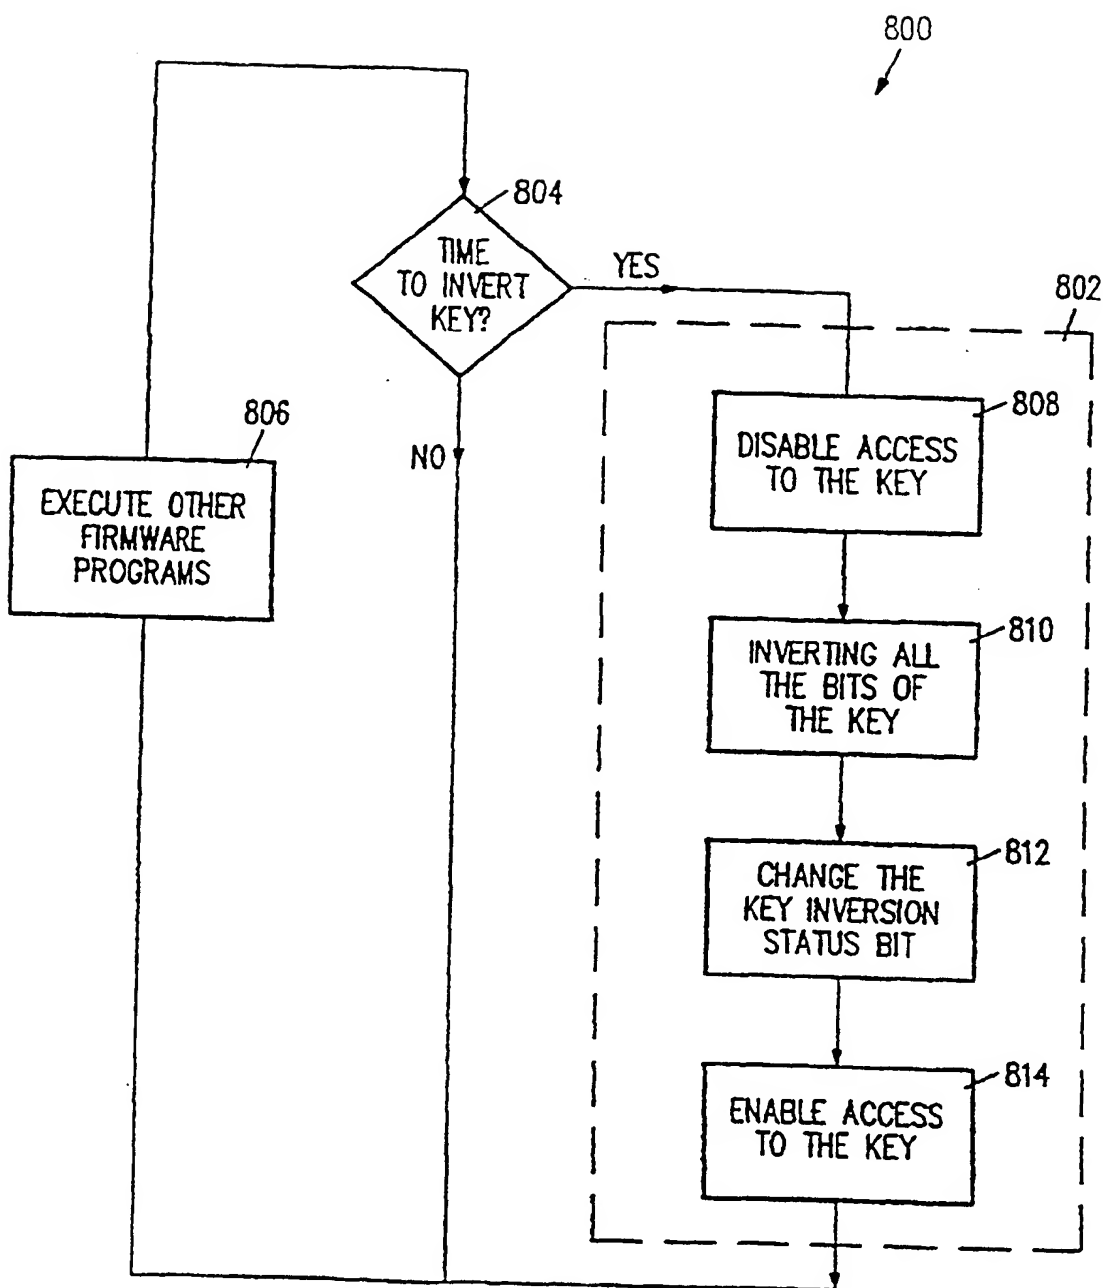 800
804
TIME
TO INVERT
KEY?
YES
802
NO
806
EXECUTE OTHER
FIRMWARE
PROGRAMS
808
DISABLE ACCESS
TO THE KEY
810
INVERTING ALL
THE BITS OF
THE KEY
812
CHANGE THE
KEY INVERSION
STATUS BIT
814
ENABLE ACCESS
TO THE KEY